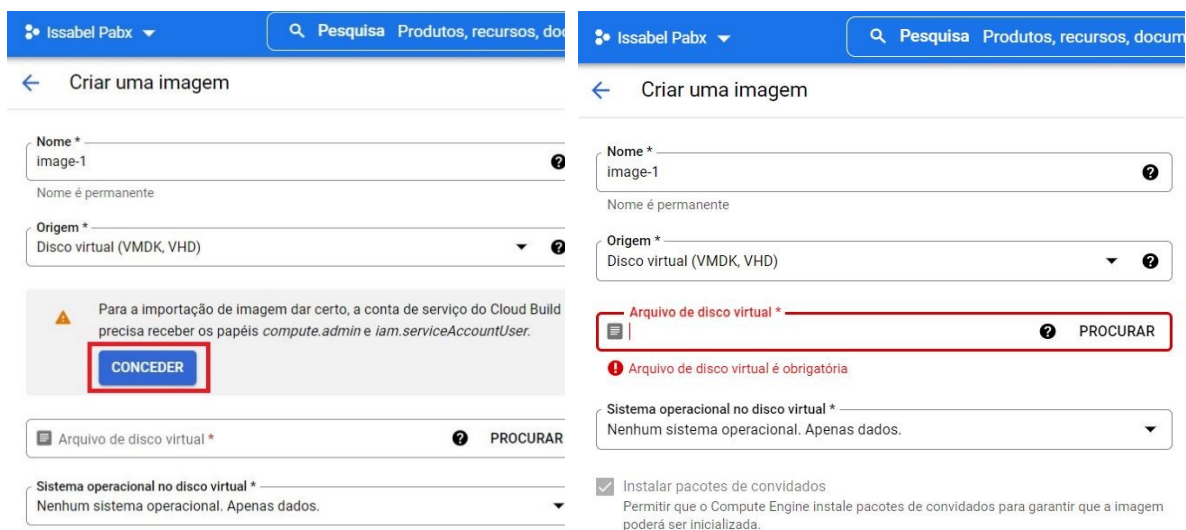 Issabel Pabx
Pesquisa Produtos, recursos, doc
Criar uma imagem
Nome *
image-1
Nome é permanente
Origem *
Disco virtual (VMDK, VHD)
Para a importação de imagem dar certo, a conta de serviço do Cloud Build
precisa receber os papéis compute.admin e iam.serviceAccountUser.
CONCEDER
Arquivo de disco virtual *
PROCURAR
Sistema operacional no disco virtual *
Nenhum sistema operacional. Apenas dados.
Issabel Pabx
Pesquisa Produtos, recursos, docum
Criar uma imagem
Nome *
image-1
Nome é permanente
Origem *
Disco virtual (VMDK, VHD)
Arquivo de disco virtual *
PROCURAR
Arquivo de disco virtual é obrigatória
Sistema operacional no disco virtual *
Nenhum sistema operacional. Apenas dados.
Instalar pacotes de convidados
Permitir que o Compute Engine instale pacotes de convidados para garantir que a imagem
poderá ser inicializada.